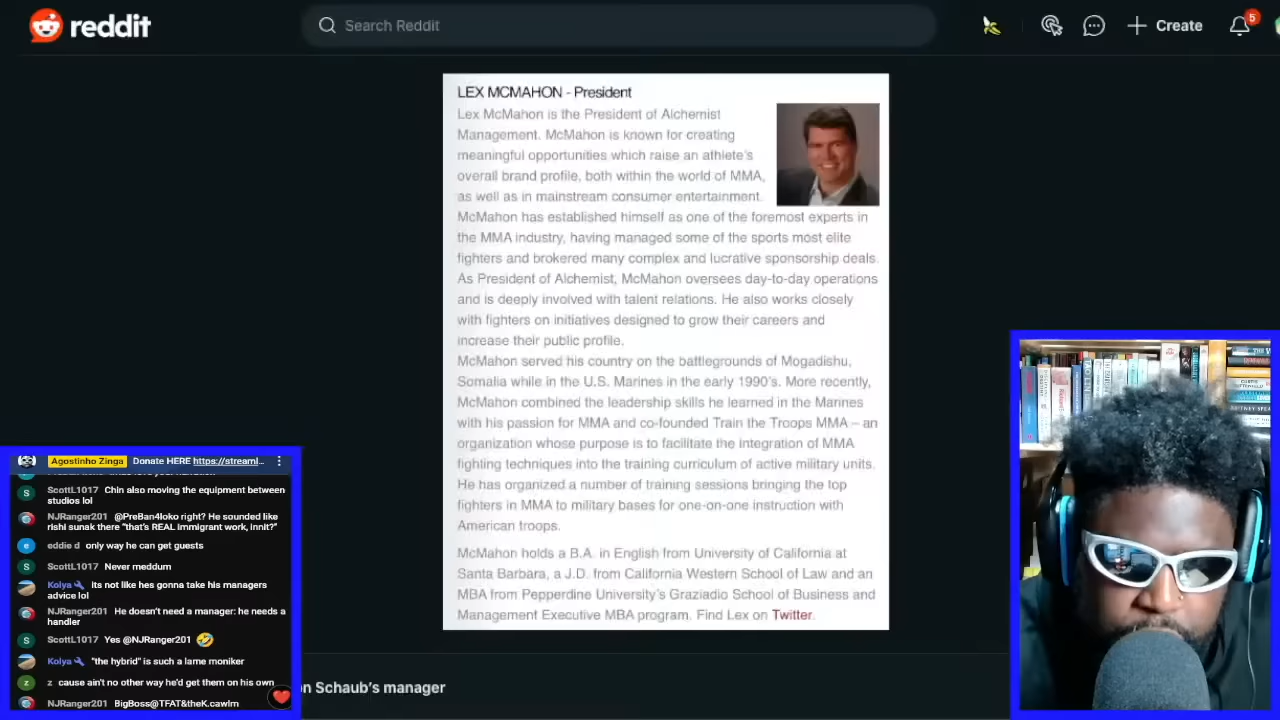 reddit
Search Reddit
Create
5
LEX MCMAHON - President
Lex McMahon is the President of Alchemist
Management. McMahon is known for creating
meaningful opportunities which raise an athlete's
overall brand profile, both within the world of MMA,
as well as in mainstream consumer entertainment.
McMahon has established himself as one of the foremost experts in
the MMA industry, having managed some of the sports most elite
fighters and brokered many complex and lucrative sponsorship deals.
As President of Alchemist, McMahon oversees day-to-day operations
and is deeply involved with talent relations. He also works closely
with fighters on initiatives designed to grow their careers and
increase their public profile.
McMahon served his country on the battlegrounds of Mogadishu,
Somalia while in the U.S. Marines in the early 1990's. More recently,
McMahon combined the leadership skills he learned in the Marines
with his passion for MMA and co-founded Train the Troops MMA – an
organization whose purpose is to facilitate the integration of MMA
fighting techniques into the training curriculum of active military units.
He has organized a number of training sessions bringing the top
fighters in MMA to military bases for one-on-one instruction with
American troops.
McMahon holds a B.A. in English from University of California at
Santa Barbara, a J.D. from California Western School of Law and an
MBA from Pepperdine University's Graziadio School of Business and
Management Executive MBA program. Find Lex on Twitter.
on Schaub's manager
Agostinho Zinga Donate HERE https://streaml...
ScottL1017 Chin also moving the equipment between
studios lol
NJRanger201 @PreBan4loko right? He sounded like
rishi sunak there "that's REAL Immigrant work, innit?"
eddie d only way he can get guests
ScottL1017 Never meddum
Kolya Its not like hes gonna take his managers
advice lol
NJRanger201 He doesn't need a manager: he needs a
handler
ScottL1017 Yes @NJRanger201
Kolya "the hybrid" is such a lame moniker
z cause ain't no other way he'd get them on his own
NJRanger201 BigBoss@TFAT&theK.cawlm